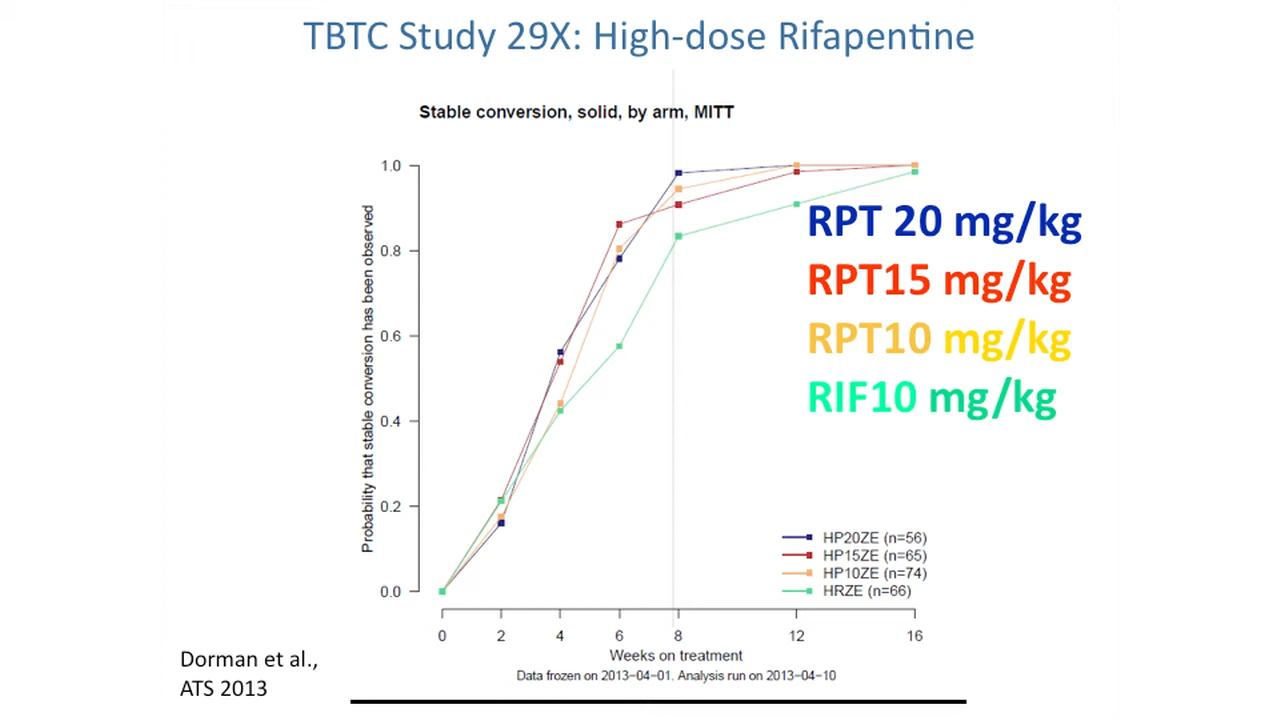 TBTC Study 29X: High-dose Rifapentine
Stable conversion, solid, by arm, MITT
Probability that stable conversion has been observed
1.0
0.8
0.6
0.4
0.2
0.0
RPT 20 mg/kg
RPT15 mg/kg
RPT10 mg/kg
RIF10 mg/kg
HP20ZE (n=56)
HP15ZE (n=65)
HP10ZE (n=74)
HRZE (n=66)
0 2 4 6 8 12 16
Weeks on treatment
Data frozen on 2013−04−01. Analysis run on 2013−04−10
Dorman et al.,
ATS 2013